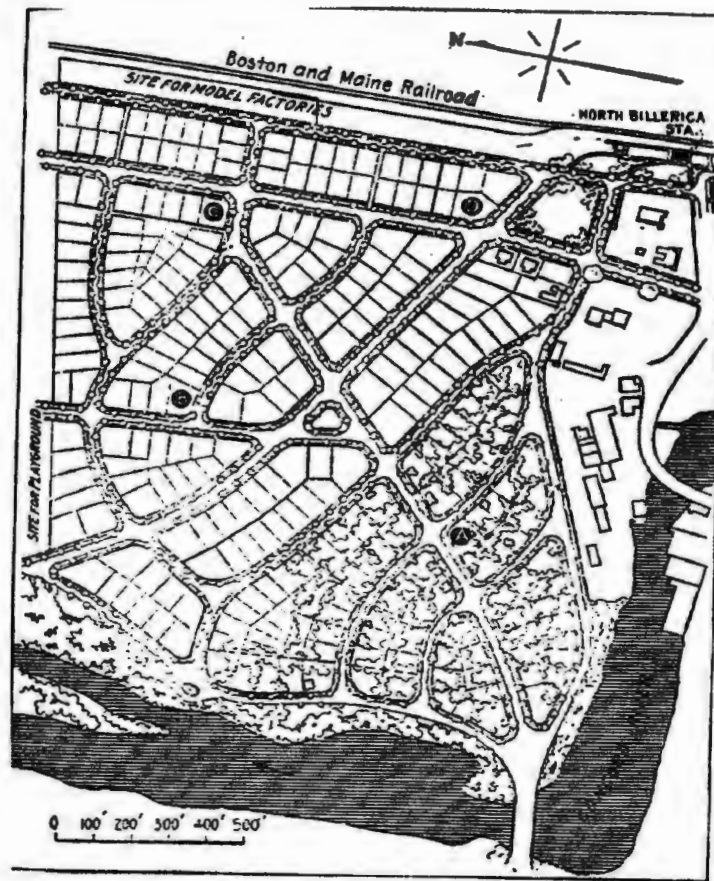 N
Boston and Maine Railroad
SITE FOR MODEL FACTORIES
NORTH BILLERICA
STA.
SITE FOR PLAYGROUND
A
0 100' 200' 300' 400' 500'